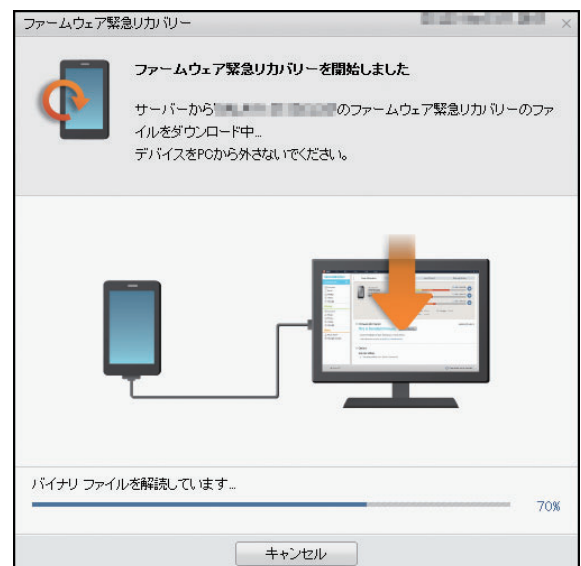 ファームウェア緊急リカバリー
ファームウェア緊急リカバリーを開始しました
サーバーから のファームウェア緊急リカバリーのファ
イルをダウンロード中...
デバイスをPCから外さないでください。
バイナリ ファイルを解読しています...
70%
キャンセル